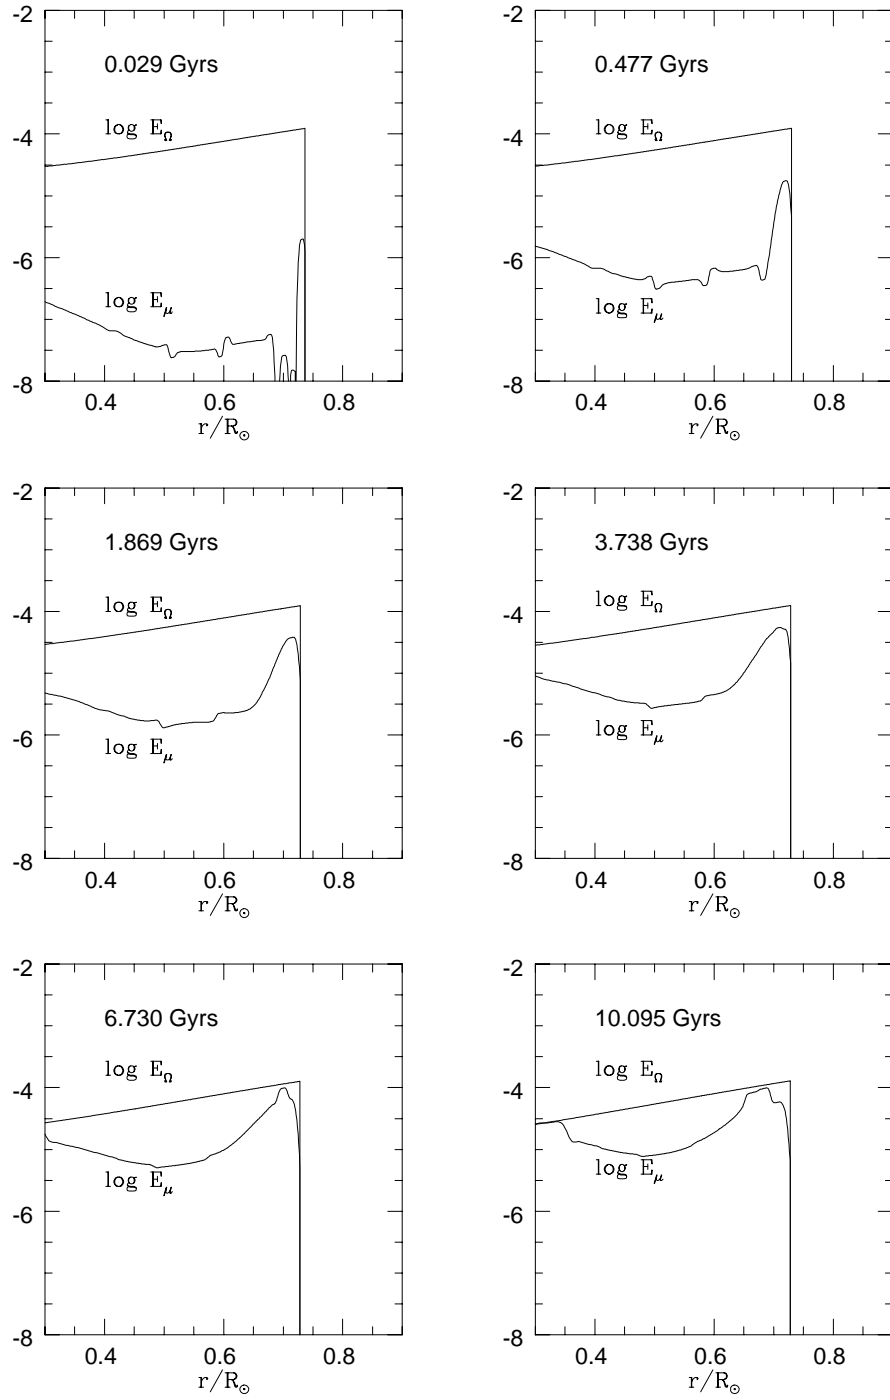 -2
-4
-6
-8
0.029 Gyrs
log E_Ω
log E_μ
0.4 0.6 0.8
r/R_⊙
-2
-4
-6
-8
0.477 Gyrs
log E_Ω
log E_μ
0.4 0.6 0.8
r/R_⊙
-2
-4
-6
-8
1.869 Gyrs
log E_Ω
log E_μ
0.4 0.6 0.8
r/R_⊙
-2
-4
-6
-8
3.738 Gyrs
log E_Ω
log E_μ
0.4 0.6 0.8
r/R_⊙
-2
-4
-6
-8
6.730 Gyrs
log E_Ω
log E_μ
0.4 0.6 0.8
r/R_⊙
-2
-4
-6
-8
10.095 Gyrs
log E_Ω
log E_μ
0.4 0.6 0.8
r/R_⊙